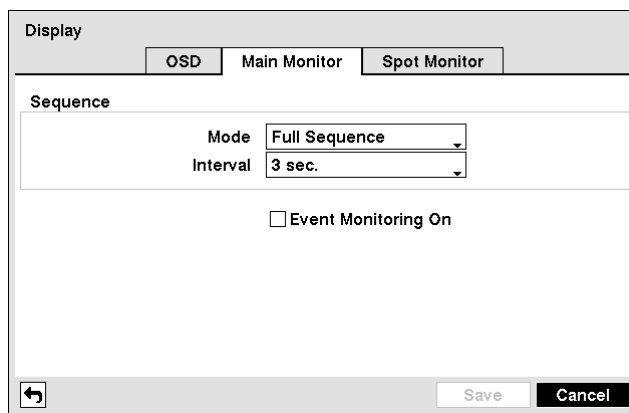 Display
OSD Main Monitor Spot Monitor
Sequence
Mode Full Sequence
Interval 3 sec.
Event Monitoring On
Save Cancel